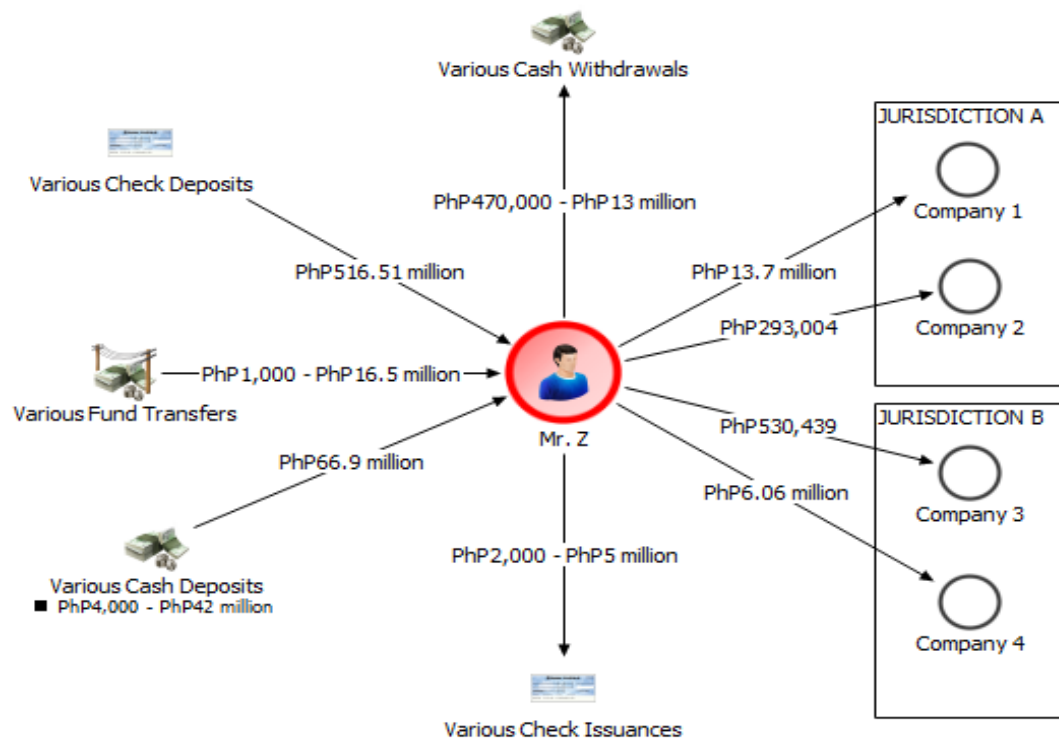 Various Cash Withdrawals
JURISDICTION A
Various Check Deposits
PhP470,000 - PhP13 million
Company 1
PhP516.51 million
PhP13.7 million
PhP293,004
Company 2
PhP1,000 - PhP16.5 million
Various Fund Transfers
Mr. Z
JURISDICTION B
PhP530,439
PhP66.9 million
PhP6.06 million
Company 3
PhP2,000 - PhP5 million
Various Cash Deposits
■ PhP4,000 - PhP42 million
Company 4
Various Check Issuances